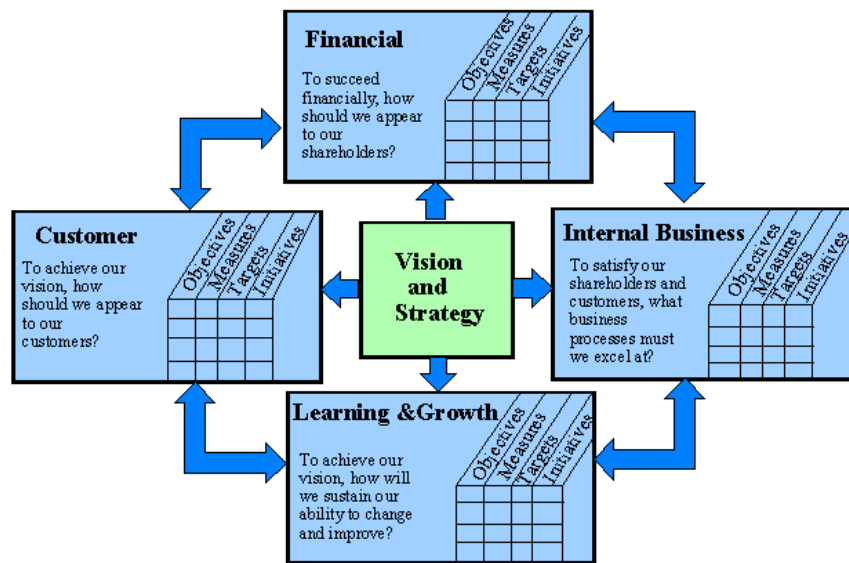 Financial
To succeed
financially, how
should we appear
to our
shareholders?
Objectives
Measures
Targets
Initiatives
Customer
To achieve our
vision, how
should we appear
to our
customers?
Objectives
Measures
Targets
Initiatives
Vision
and
Strategy
Internal Business
To satisfy our
shareholders and
customers, what
business
processes must
we excel at?
Objectives
Measures
Targets
Initiatives
Learning &Growth
To achieve our
vision, how will
we sustain our
ability to change
and improve?
Objectives
Measures
Targets
Initiatives